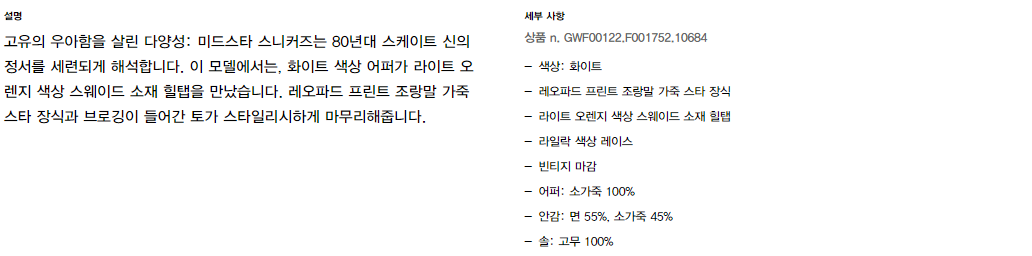 설명
고유의 우아함을 살린 다양성: 미드스타 스니커즈는 80년대 스케이트 신의
정서를 세련되게 해석합니다. 이 모델에서는, 화이트 색상 어퍼가 라이트 오
렌지 색상 스웨이드 소재 힐탭을 만났습니다. 레오파드 프린트 조랑말 가죽
스타 장식과 브로깅이 들어간 토가 스타일리시하게 마무리해줍니다.
세부 사항
상품 n. GWF00122.F001752.10684
– 색상: 화이트
– 레오파드 프린트 조랑말 가죽 스타 장식
– 라이트 오렌지 색상 스웨이드 소재 힐탭
– 라일락 색상 레이스
– 빈티지 마감
– 어퍼: 소가죽 100%
– 안감: 면 55%, 소가죽 45%
– 솔: 고무 100%